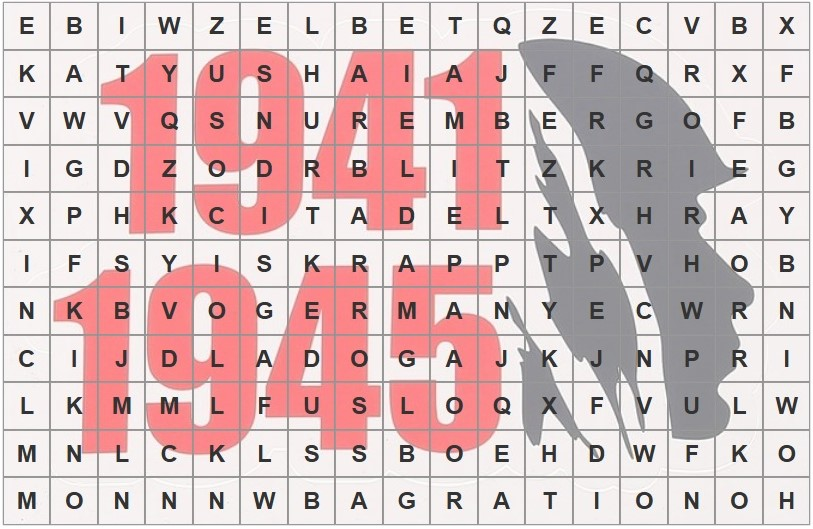 E B I W Z E L B E T Q Z E C V B X
K A T Y U S H A I A J F F Q R X F
V W V Q S N U R E M B E R G O F B
I G D Z O D R B L I T Z K R I E G
X P H K C I T A D E L T X H R A Y
I F S Y I S K R A P P T P V H O B
N K B V O G E R M A N Y E C W R N
C I J D L A D O G A J K J N P R I
L K M M L F U S L O Q X F V U L W
M N L C K L S S B O E H D W F K O
M O N N N W B A G R A T I O N O H
1941
1945